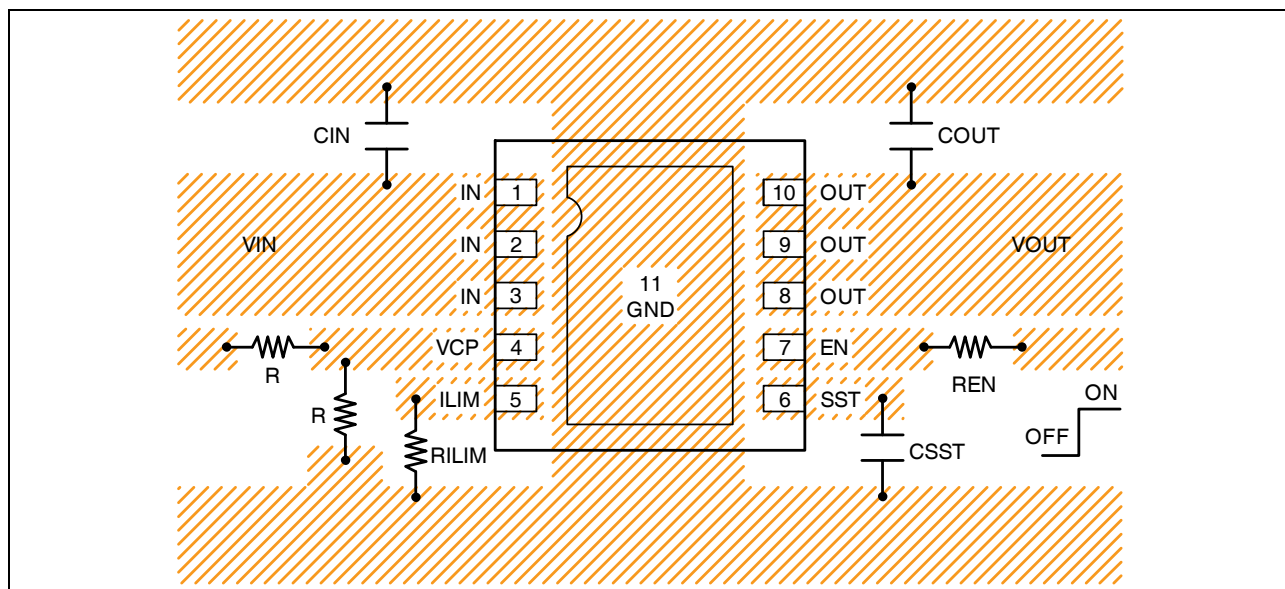 CIN
COUT
IN 1
10 OUT
VIN
IN 2
9 OUT
VOUT
IN 3
11
GND
8 OUT
VCP 4
7 EN
R
REN
ILIM 5
6 SST
ON
R
OFF
RILIM
CSST